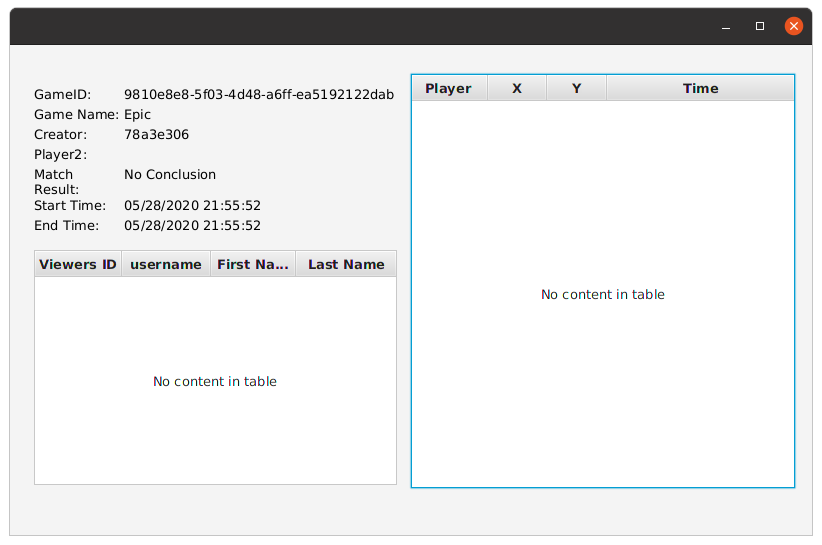 GameID: 9810e8e8-5f03-4d48-a6ff-ea5192122dab
Game Name: Epic
Creator: 78a3e306
Player2:
Match Result: No Conclusion
Start Time: 05/28/2020 21:55:52
End Time: 05/28/2020 21:55:52
Viewers ID username First Na... Last Name
No content in table
Player X Y Time
No content in table